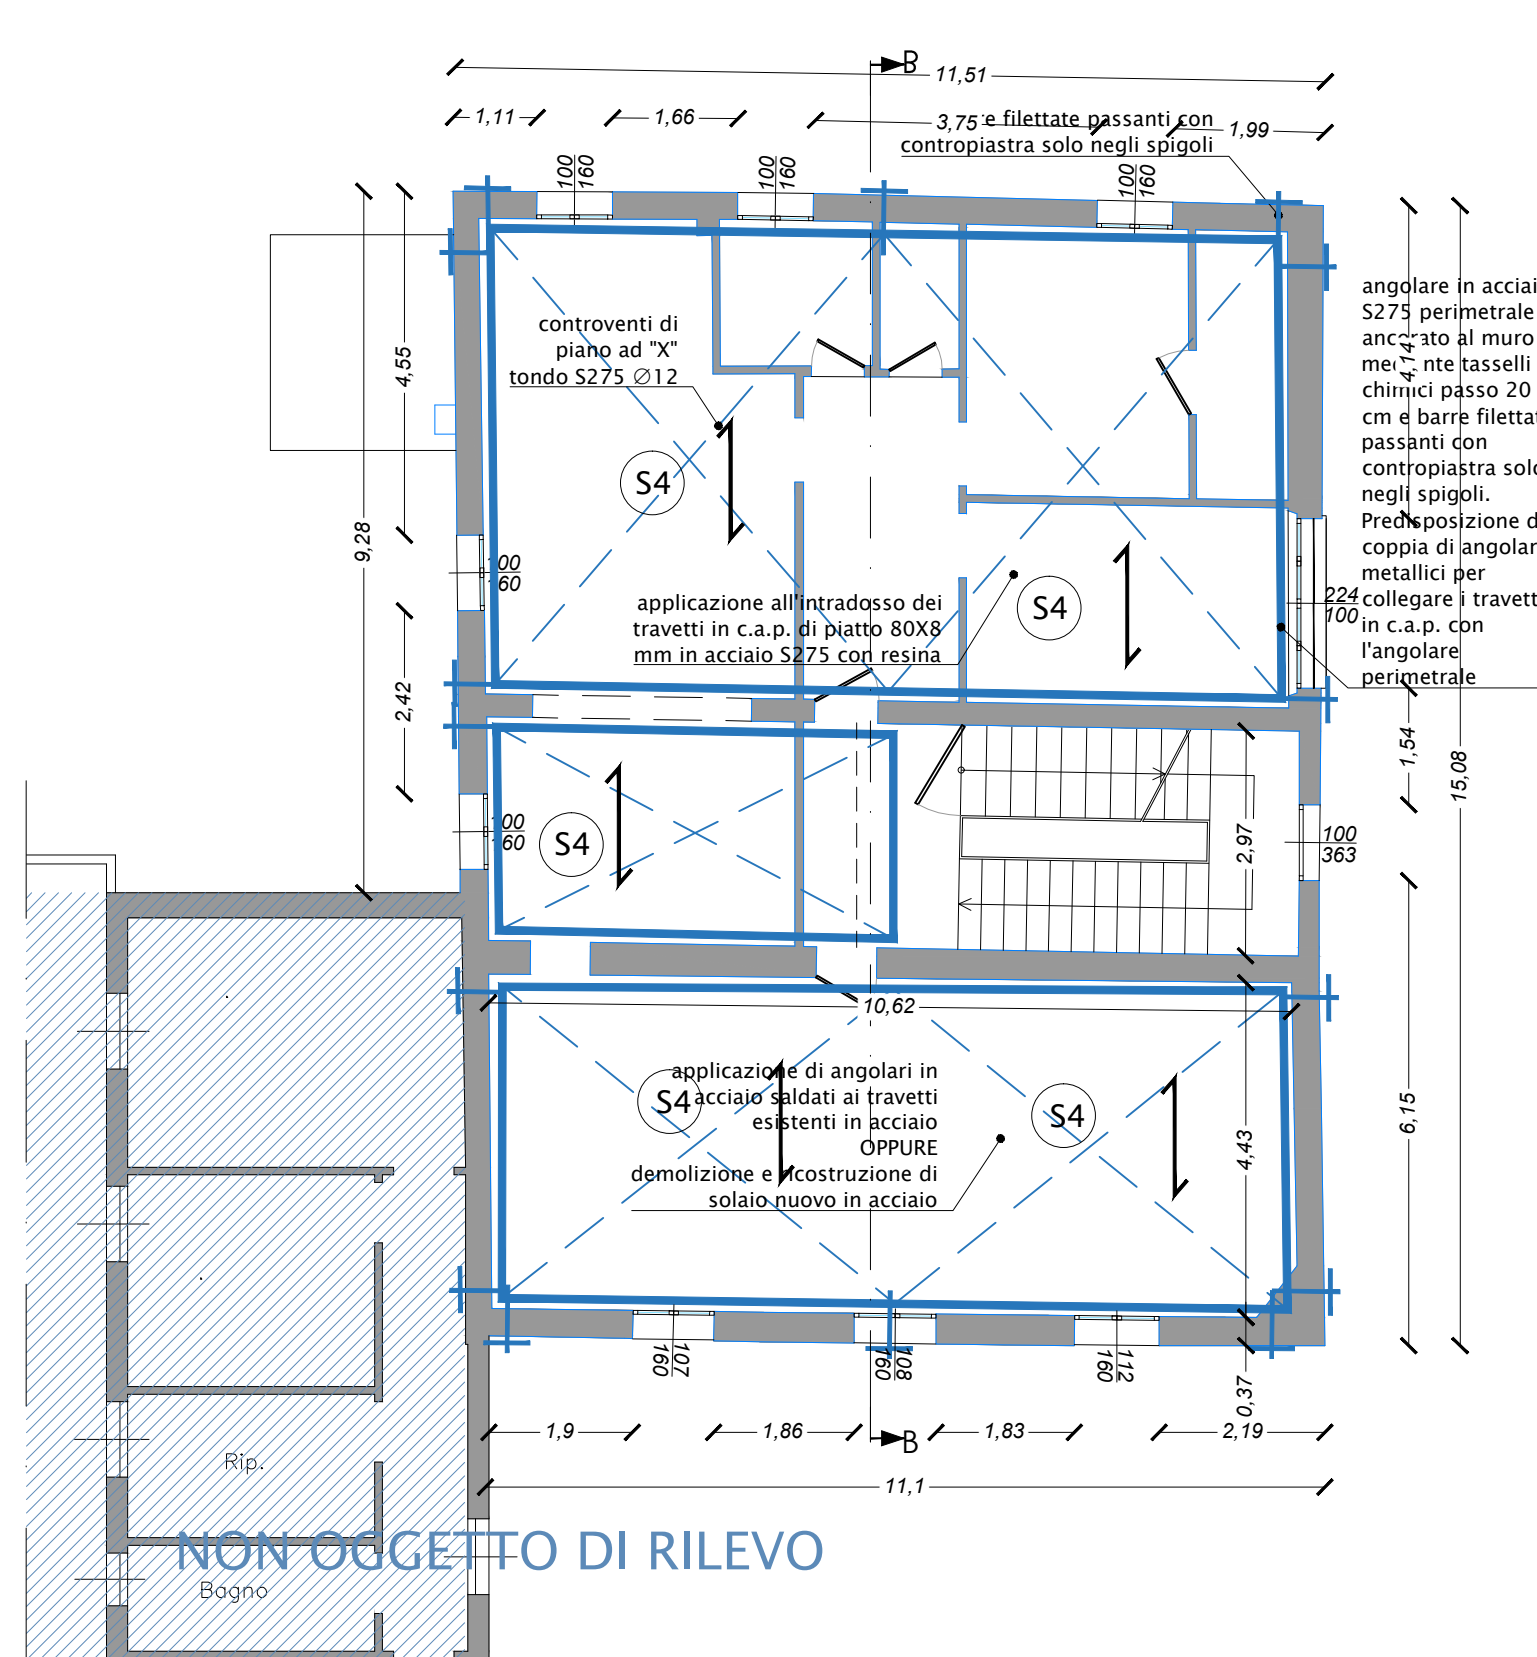 B
11,51
1,11
1,66
3,75
e filettate passanti con
contropiastra solo negli spigoli
1,99
100
160
100
160
100
160
controventi di
piano ad "X"
tondo S275 ∅12
angolare in acciai
S275 perimetrale
ancorato al muro
mediante tasselli
chimici passo 20
cm e barre filettat
passanti con
contropiastra solo
negli spigoli.
Predisposizione d
coppia di angolar
metallici per
collegare i travett
in c.a.p. con
l'angolare
perimetrale
4,55
4,14
9,28
S4
100
160
applicazione all'intradosso dei
travetti in c.a.p. di piatto 80X8
mm in acciaio S275 con resina
S4
224
100
2,42
1,54
15,08
100
160
S4
2,97
100
363
10,62
applicazione di angolari in
acciaio saldati ai travetti
esistenti in acciaio
OPPURE
demolizione e ricostruzione di
solaio nuovo in acciaio
S4
S4
4,43
6,15
107
160
108
160
112
160
0,37
1,9
1,86
B
1,83
2,19
11,1
Rip.
NON OGGETTO DI RILEVO
Bagno